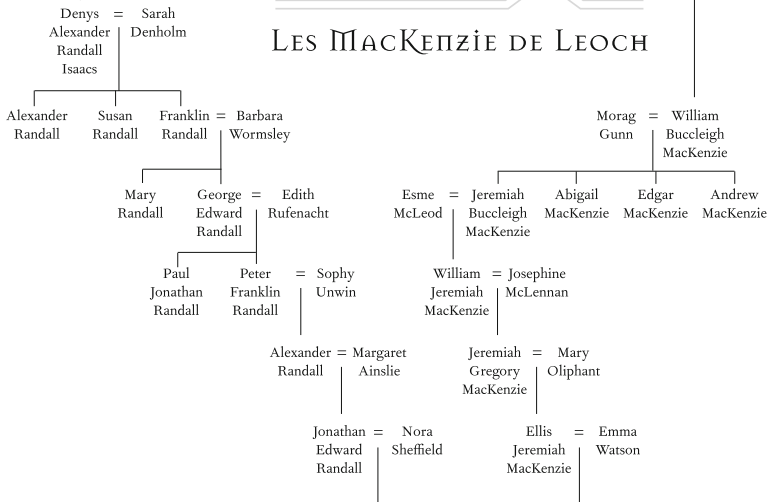 Denys = Sarah
Alexander Denholm
Randall
Isaacs
LES MACKENZIE DE LEOCH
Alexander Susan Franklin = Barbara
Randall Randall Randall Wormsley
Morag = William
Gunn Buccleigh
MacKenzie
Mary George = Edith
Randall Edward Rufenacht
Randall
Esme = Jeremiah Abigail Edgar Andrew
McLeod Buccleigh MacKenzie MacKenzie MacKenzie
MacKenzie
Paul Peter = Sophy
Jonathan Franklin Unwin
Randall Randall
William = Josephine
Jeremiah McLennan
MacKenzie
Alexander = Margaret
Randall Ainslie
Jeremiah = Mary
Gregory Oliphant
MacKenzie
Jonathan = Nora
Edward Sheffield
Randall
Ellis = Emma
Jeremiah Watson
MacKenzie